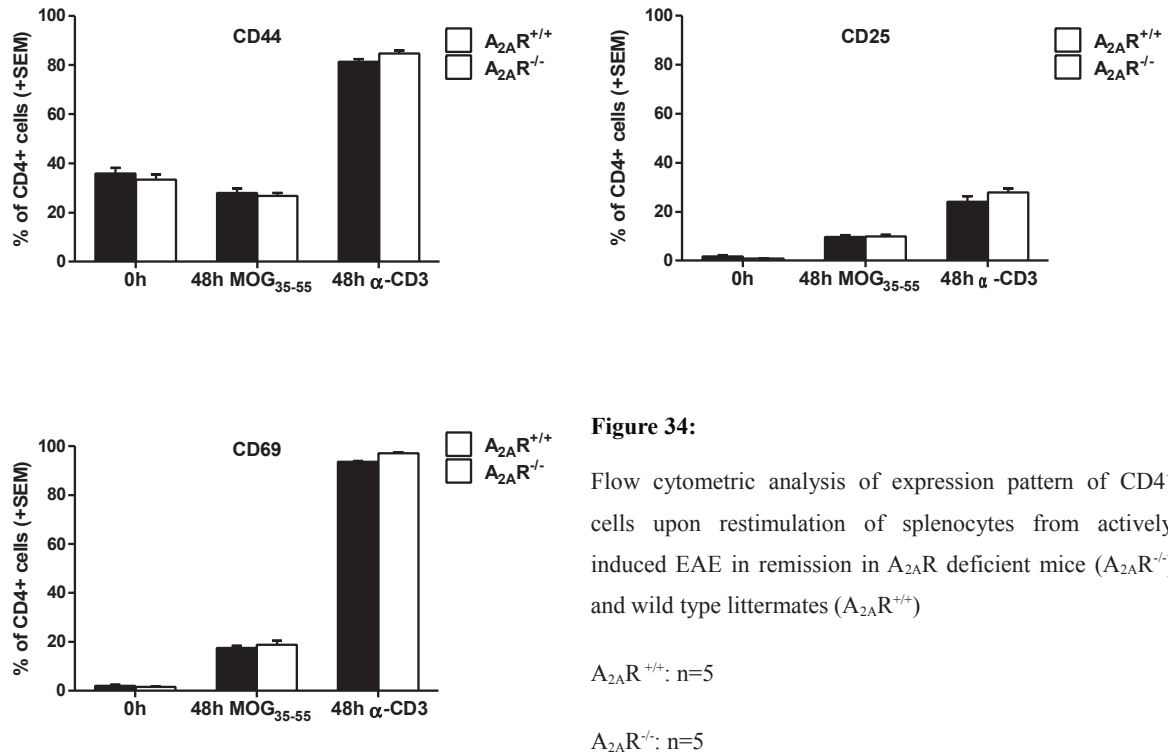 CD44
A2AR+/+
A2AR-/-
% of CD4+ cells (+SEM)
100
80
60
40
20
0
0h 48h MOG35-55 48h α-CD3
CD25
A2AR+/+
A2AR-/-
% of CD4+ cells (+SEM)
100
80
60
40
20
0
0h 48h MOG35-55 48h α -CD3
CD69
A2AR+/+
A2AR-/-
% of CD4+ cells (+SEM)
100
80
60
40
20
0
0h 48h MOG35-55 48h α-CD3
Figure 34:
Flow cytometric analysis of expression pattern of CD4+
cells upon restimulation of splenocytes from actively
induced EAE in remission in A2AR deficient mice (A2AR-/-)
and wild type littermates (A2AR+/+)
A2AR +/+: n=5
A2AR-/-: n=5